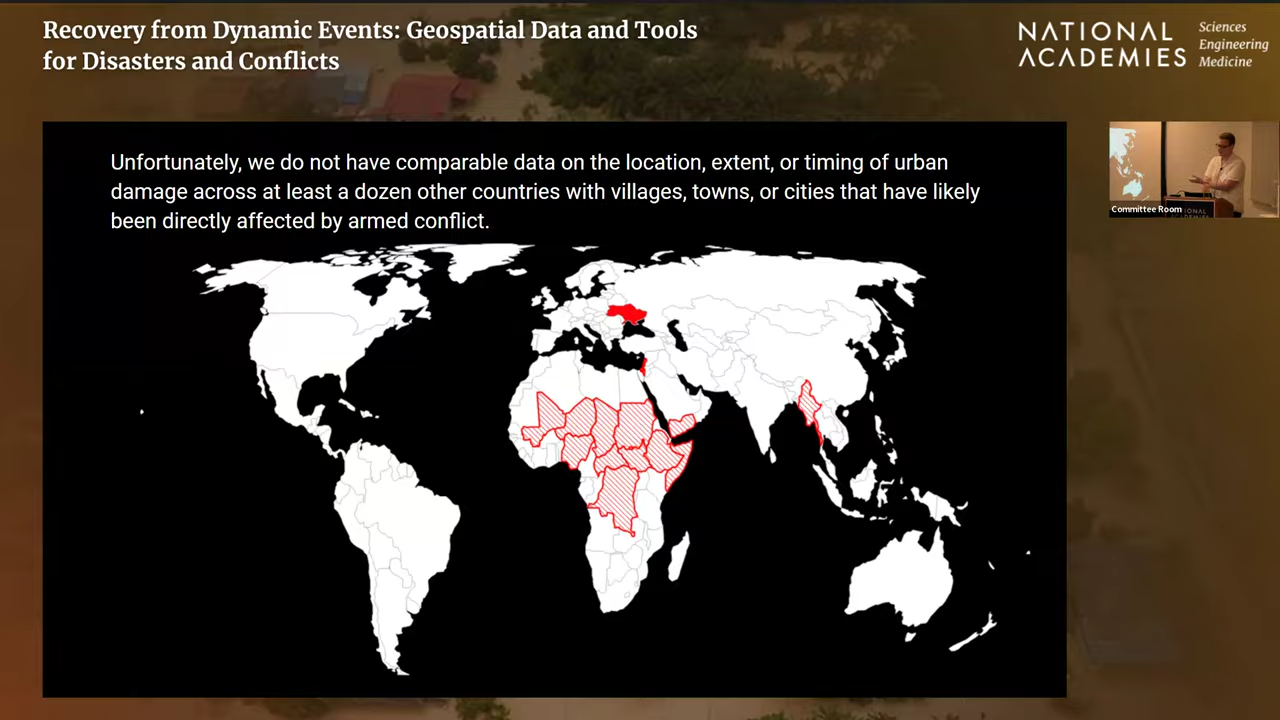 Recovery from Dynamic Events: Geospatial Data and Tools
for Disasters and Conflicts
NATIONAL
ACADEMIES
Sciences
Engineering
Medicine
Unfortunately, we do not have comparable data on the location, extent, or timing of urban
damage across at least a dozen other countries with villages, towns, or cities that have likely
been directly affected by armed conflict.
Committee Room
NATIONAL
ACADEMIES